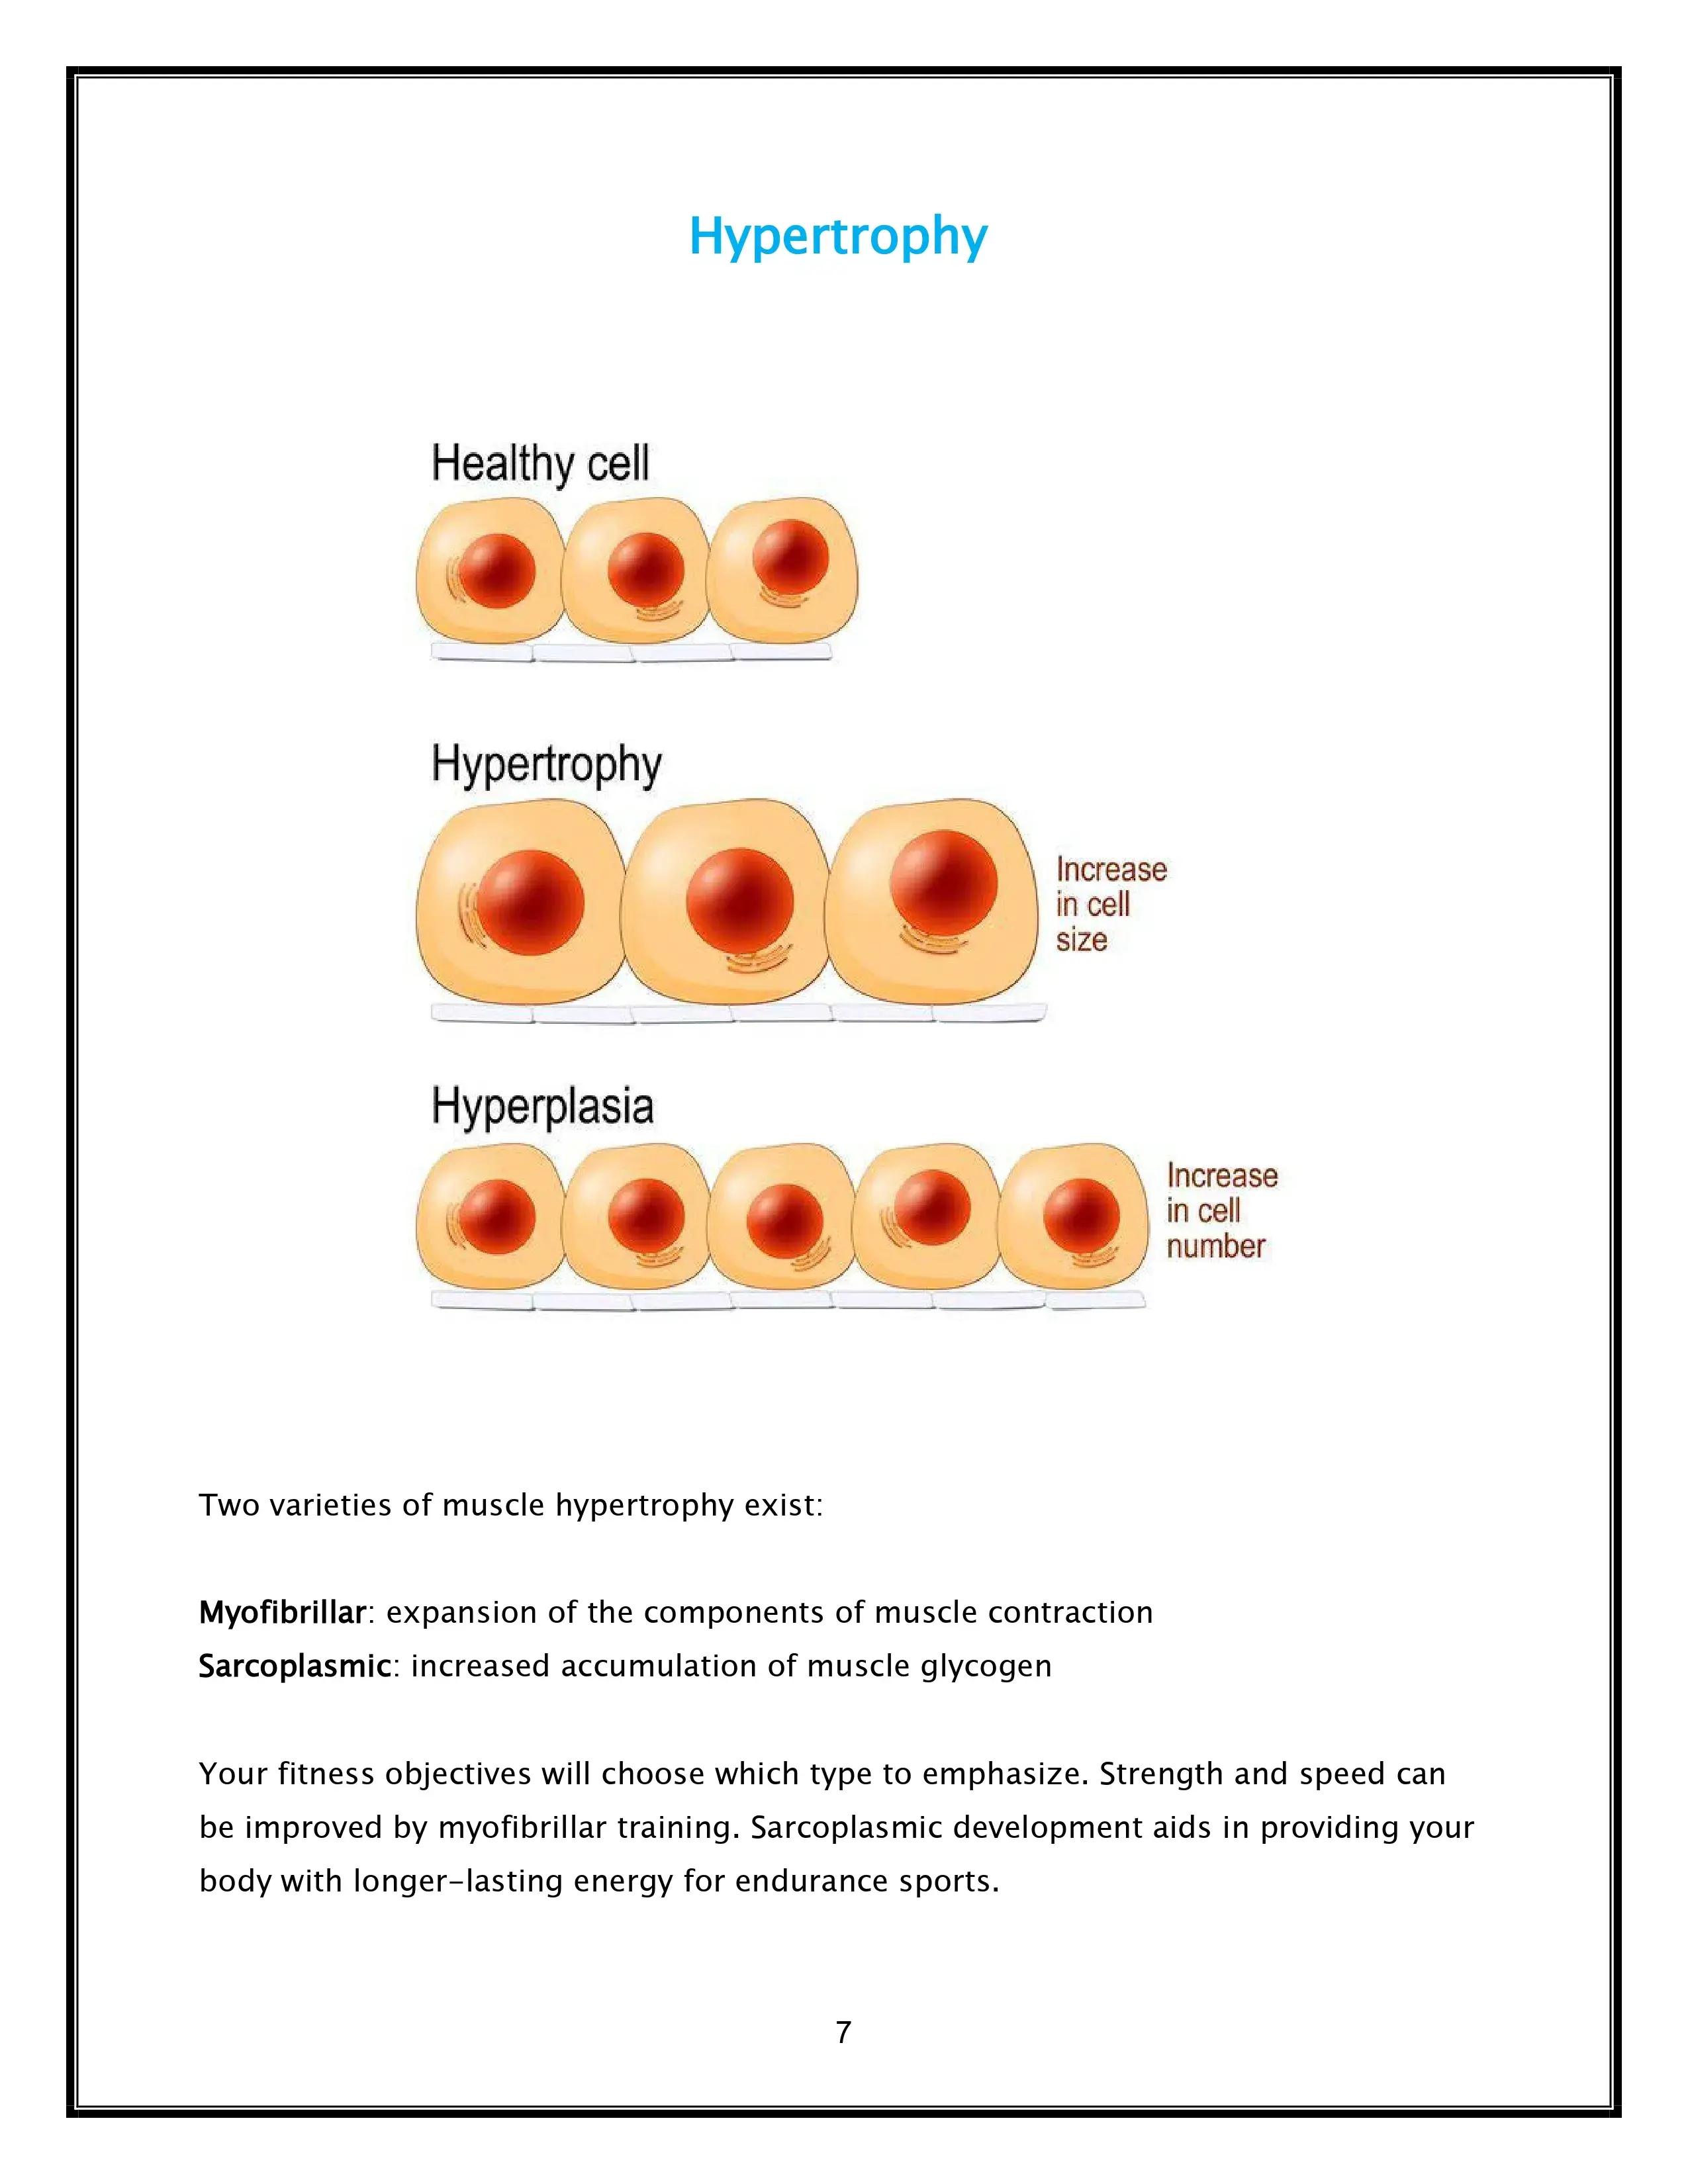 Hypertrophy
Healthy cell
Hypertrophy
Increase
in cell
size
Hyperplasia
Increase
in cell
number
Two varieties of muscle hypertrophy exist:
Myofibrillar: expansion of the components of muscle contraction
Sarcoplasmic: increased accumulation of muscle glycogen
Your fitness objectives will choose which type to emphasize. Strength and speed can
be improved by myofibrillar training. Sarcoplasmic development aids in providing your
body with longer-lasting energy for endurance sports.
7